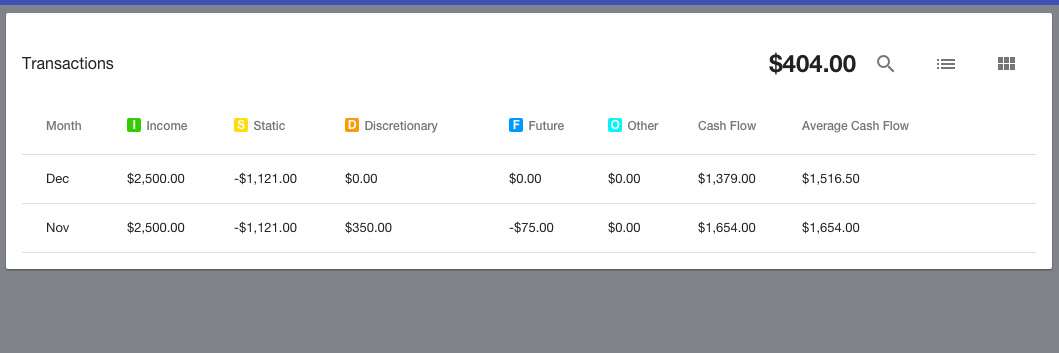 Transactions $404.00
Month I Income S Static D Discretionary F Future O Other Cash Flow Average Cash Flow
Dec $2,500.00 -$1,121.00 $0.00 $0.00 $0.00 $1,379.00 $1,516.50
Nov $2,500.00 -$1,121.00 $350.00 -$75.00 $0.00 $1,654.00 $1,654.00